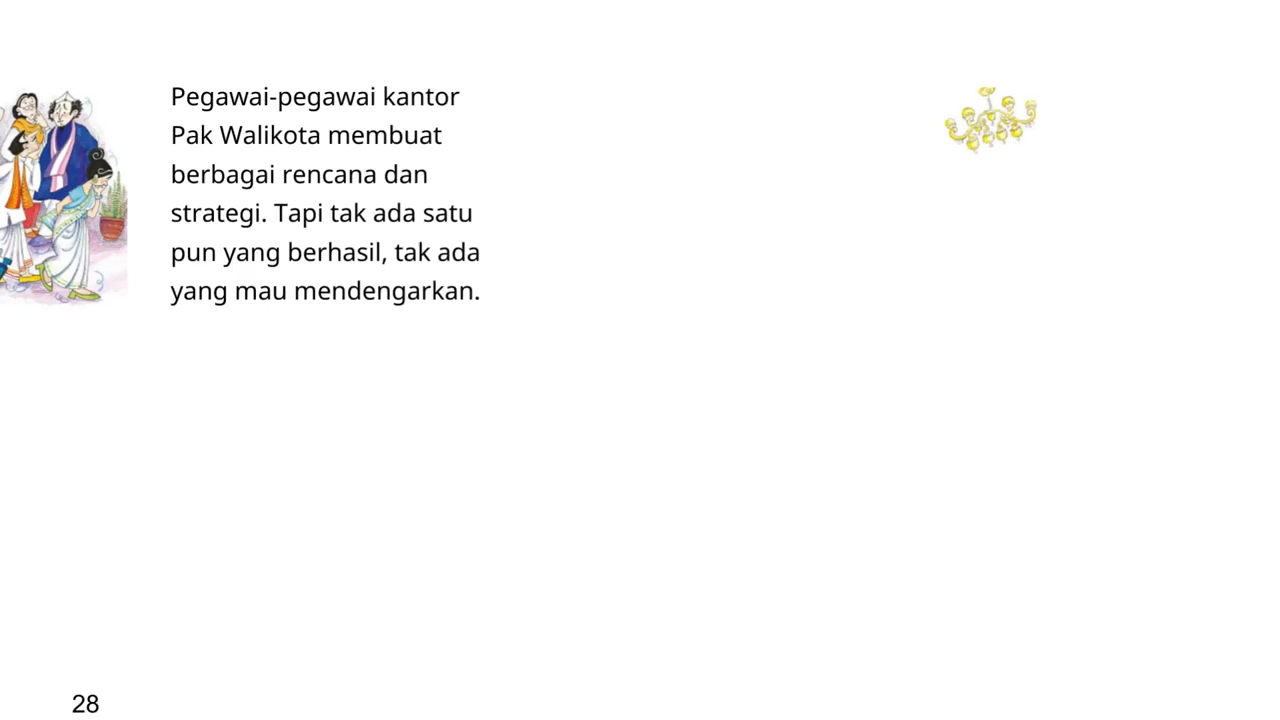 Pegawai-pegawai kantor
Pak Walikota membuat
berbagai rencana dan
strategi. Tapi tak ada satu
pun yang berhasil, tak ada
yang mau mendengarkan.
28